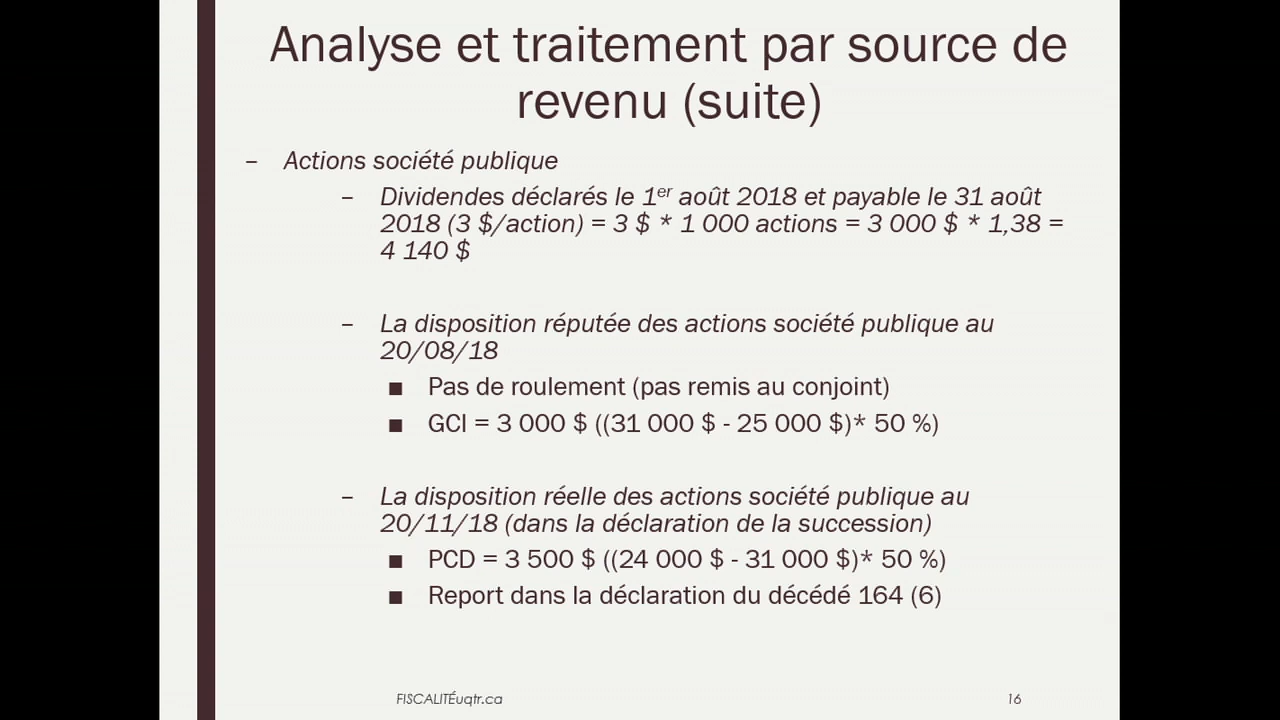 Analyse et traitement par source de
revenu (suite)
– Actions société publique
– Dividendes déclarés le 1er août 2018 et payable le 31 août
2018 (3 $/action) = 3 $ * 1 000 actions = 3 000 $ * 1,38 =
4 140 $
– La disposition réputée des actions société publique au
20/08/18
■ Pas de roulement (pas remis au conjoint)
■ GCI = 3 000 $ ((31 000 $ - 25 000 $)* 50 %)
– La disposition réelle des actions société publique au
20/11/18 (dans la déclaration de la succession)
■ PCD = 3 500 $ ((24 000 $ - 31 000 $)* 50 %)
■ Report dans la déclaration du décédé 164 (6)
FISCALITÉuqtr.ca
16